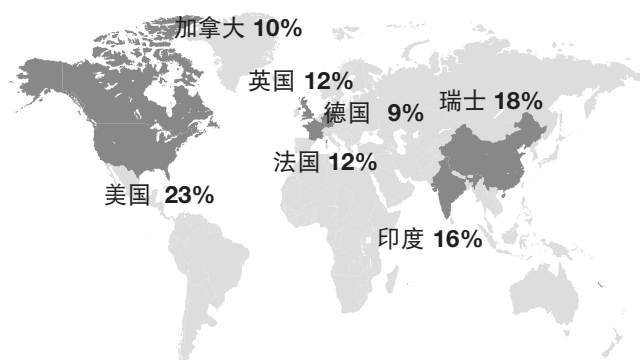 加拿大 10%
英国 12%
德国 9%
瑞士 18%
法国 12%
美国 23%
印度 16%